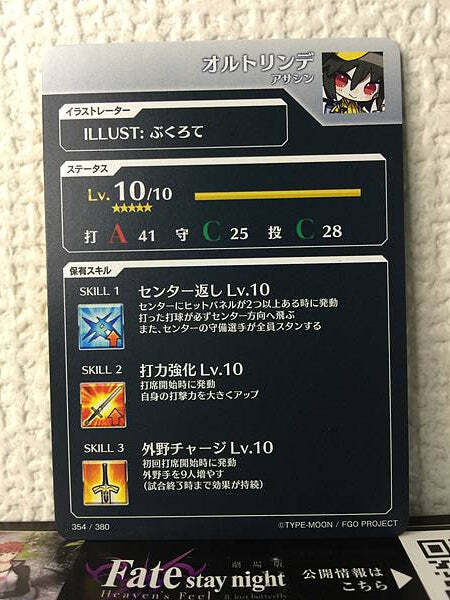 オルトリンデ
アサシン
イラストレーター
ILLUST: ぶくろて
ステータス
Lv. 10/10
★★★★★
打 A 41 守 C 25 投 C 28
保有スキル
SKILL 1
センター返し Lv.10
センターにヒットパネルが2つ以上ある時に発動
打った打球が必ずセンター方向へ飛ぶ
また、センターの守備選手が全員スタンする
SKILL 2
打力強化 Lv.10
打席開始時に発動
自身の打撃力を大きくアップ
SKILL 3
外野チャージ Lv.10
初回打席開始時に発動
外野手を9人増やす
(試合終3時まで効果が持続)
354 / 380
©TYPE-MOON / FGO PROJECT
劇場版
Fate stay night
Heaven's Feel
II. lost butterfly
公開情報は
こちら